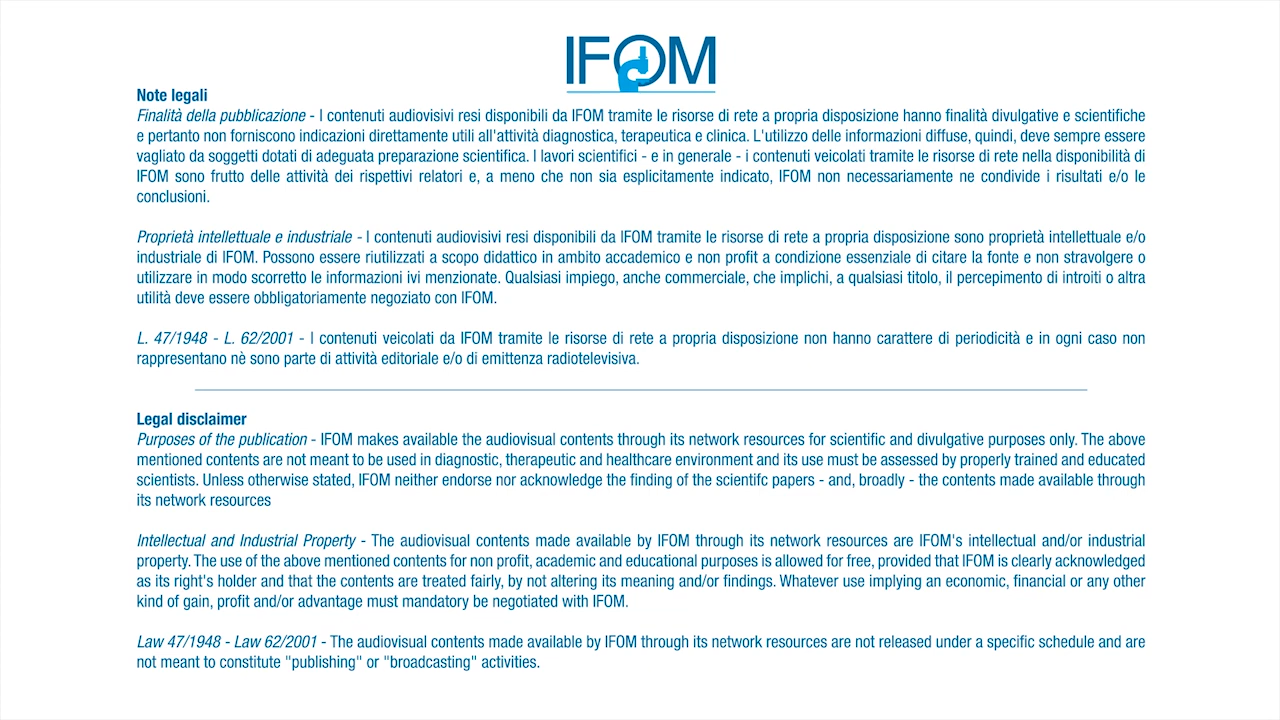 IFOM
Note legali
Finalità della pubblicazione - I contenuti audiovisivi resi disponibili da IFOM tramite le risorse di rete a propria disposizione hanno finalità divulgative e scientifiche
e pertanto non forniscono indicazioni direttamente utili all'attività diagnostica, terapeutica e clinica. L'utilizzo delle informazioni diffuse, quindi, deve sempre essere
vagliato da soggetti dotati di adeguata preparazione scientifica. I lavori scientifici - e in generale - i contenuti veicolati tramite le risorse di rete nella disponibilità di
IFOM sono frutto delle attività dei rispettivi relatori e, a meno che non sia esplicitamente indicato, IFOM non necessariamente ne condivide i risultati e/o le
conclusioni.
Proprietà intellettuale e industriale - I contenuti audiovisivi resi disponibili da IFOM tramite le risorse di rete a propria disposizione sono proprietà intellettuale e/o
industriale di IFOM. Possono essere riutilizzati a scopo didattico in ambito accademico e non profit a condizione essenziale di citare la fonte e non stravolgere o
utilizzare in modo scorretto le informazioni ivi menzionate. Qualsiasi impiego, anche commerciale, che implichi, a qualsiasi titolo, il percepimento di introiti o altra
utilità deve essere obbligatoriamente negoziato con IFOM.
L. 47/1948 - L. 62/2001 - I contenuti veicolati da IFOM tramite le risorse di rete a propria disposizione non hanno carattere di periodicità e in ogni caso non
rappresentano nè sono parte di attività editoriale e/o di emittenza radiotelevisiva.
Legal disclaimer
Purposes of the publication - IFOM makes available the audiovisual contents through its network resources for scientific and divulgative purposes only. The above
mentioned contents are not meant to be used in diagnostic, therapeutic and healthcare environment and its use must be assessed by properly trained and educated
scientists. Unless otherwise stated, IFOM neither endorse nor acknowledge the finding of the scientifc papers - and, broadly - the contents made available through
its network resources
Intellectual and Industrial Property - The audiovisual contents made available by IFOM through its network resources are IFOM's intellectual and/or industrial
property. The use of the above mentioned contents for non profit, academic and educational purposes is allowed for free, provided that IFOM is clearly acknowledged
as its right's holder and that the contents are treated fairly, by not altering its meaning and/or findings. Whatever use implying an economic, financial or any other
kind of gain, profit and/or advantage must mandatory be negotiated with IFOM.
Law 47/1948 - Law 62/2001 - The audiovisual contents made available by IFOM through its network resources are not released under a specific schedule and are
not meant to constitute "publishing" or "broadcasting" activities.